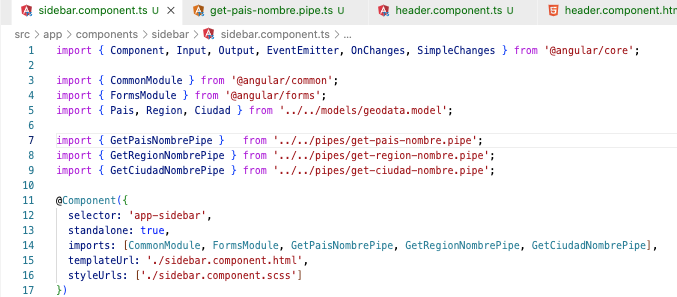 sidebar.component.ts U × get-pais-nombre.pipe.ts U header.component.ts U header.component.htm
src > app > components > sidebar > sidebar.component.ts > ...
1 import { Component, Input, Output, EventEmitter, OnChanges, SimpleChanges } from '@angular/core';
2
3 import { CommonModule } from '@angular/common';
4 import { FormsModule } from '@angular/forms';
5 import { Pais, Region, Ciudad } from '../../models/geodata.model';
6
7 import { GetPaisNombrePipe }   from '../../pipes/get-pais-nombre.pipe';
8 import { GetRegionNombrePipe } from '../../pipes/get-region-nombre.pipe';
9 import { GetCiudadNombrePipe } from '../../pipes/get-ciudad-nombre.pipe';
10
11 @Component({
12   selector: 'app-sidebar',
13   standalone: true,
14   imports: [CommonModule, FormsModule, GetPaisNombrePipe, GetRegionNombrePipe, GetCiudadNombrePipe],
15   templateUrl: './sidebar.component.html',
16   styleUrls: ['./sidebar.component.scss']
17 })